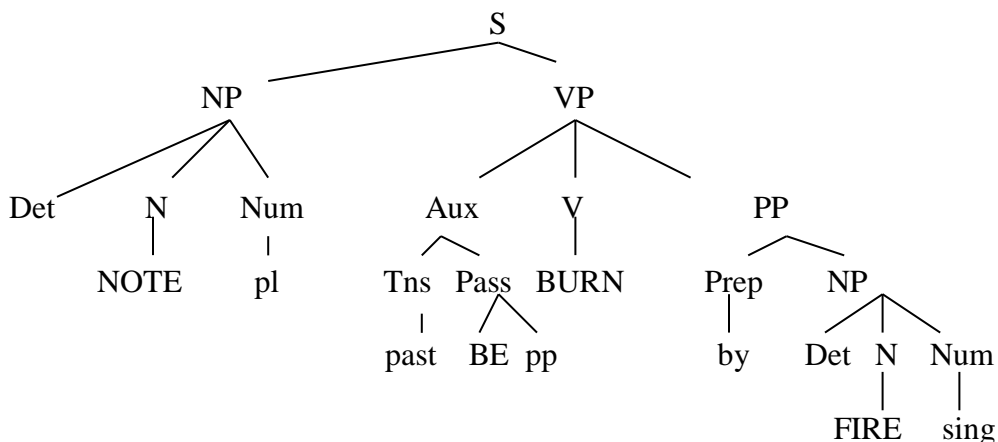 S
NP VP
Det N Num Aux V PP
NOTE pl Tns Pass BURN Prep NP
past BE pp by Det N Num
FIRE sing